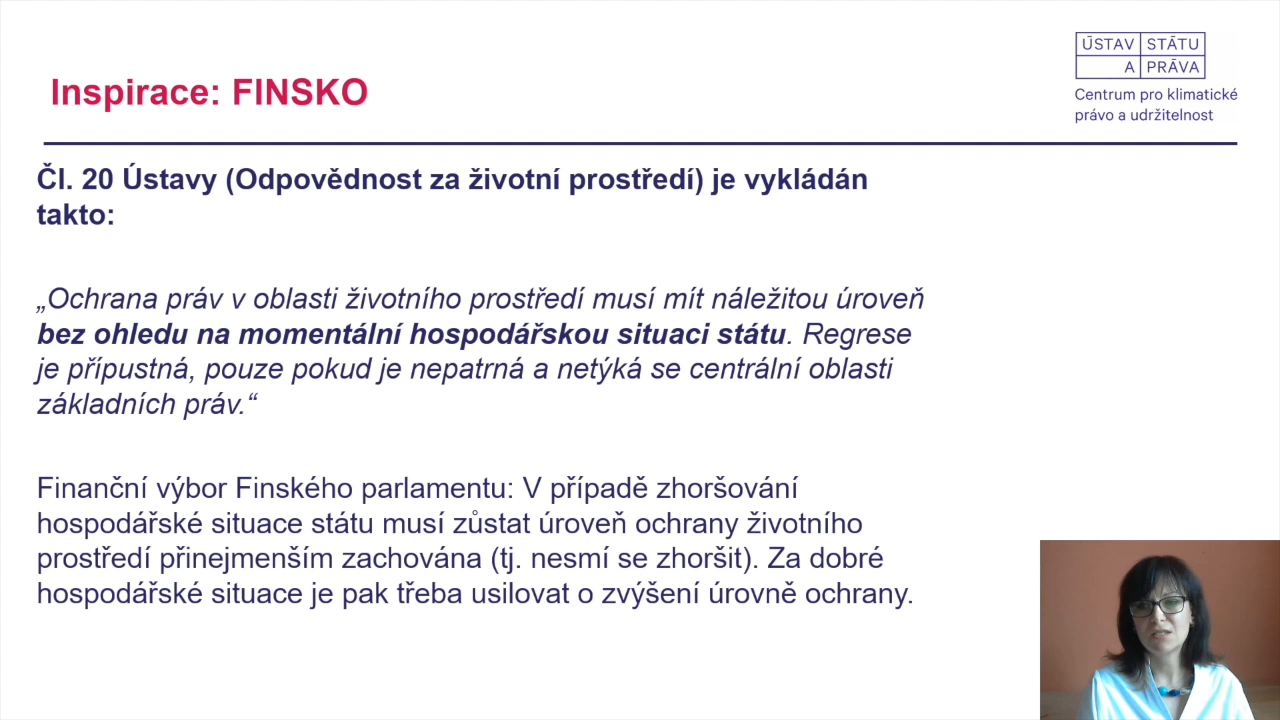 Inspirace: FINSKO
ÚSTAV STÁTU
A PRÁVA
Centrum pro klimatické
právo a udržitelnost
Čl. 20 Ústavy (Odpovědnost za životní prostředí) je vykládán
takto:
„Ochrana práv v oblasti životního prostředí musí mít náležitou úroveň
bez ohledu na momentální hospodářskou situaci státu. Regrese
je přípustná, pouze pokud je nepatrná a netýká se centrální oblasti
základních práv.“
Finanční výbor Finského parlamentu: V případě zhoršování
hospodářské situace státu musí zůstat úroveň ochrany životního
prostředí přinejmenším zachována (tj. nesmí se zhoršit). Za dobré
hospodářské situace je pak třeba usilovat o zvýšení úrovně ochrany.